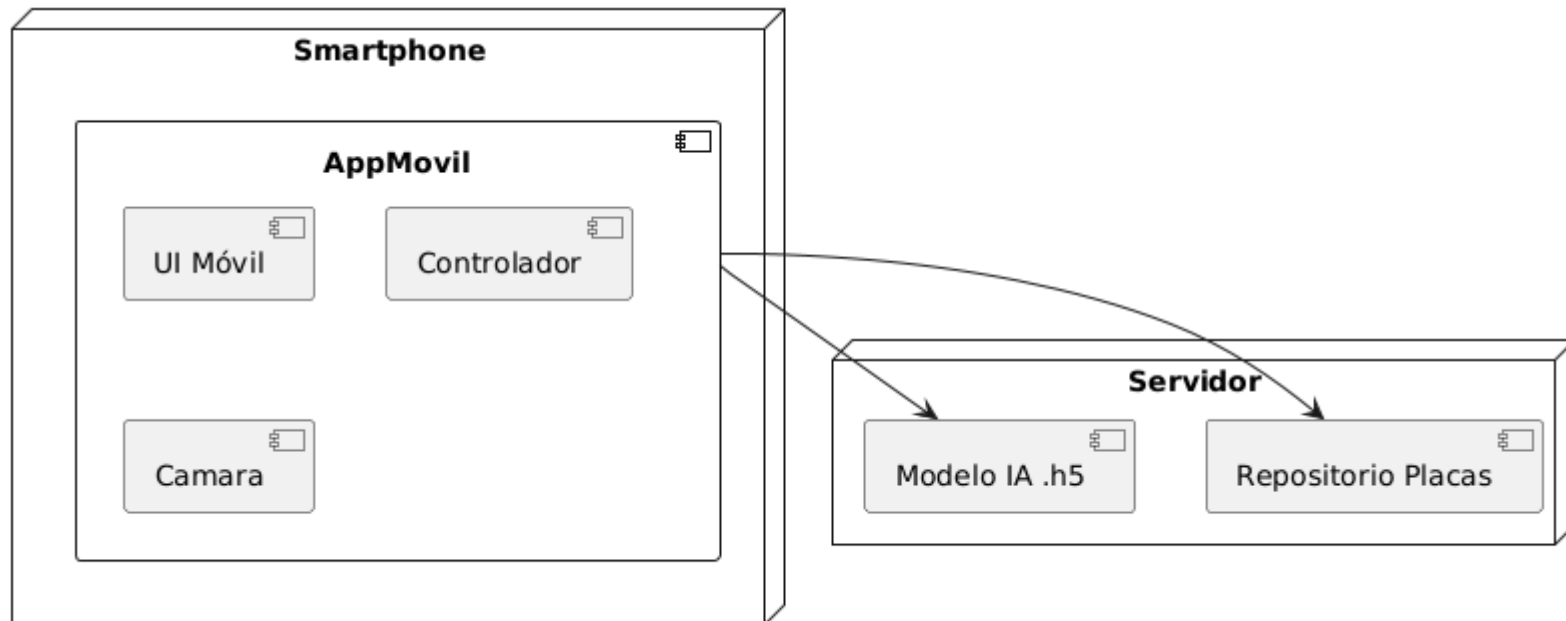 Smartphone
AppMovil
UI Móvil
Controlador
Camara
Servidor
Modelo IA .h5
Repositorio Placas